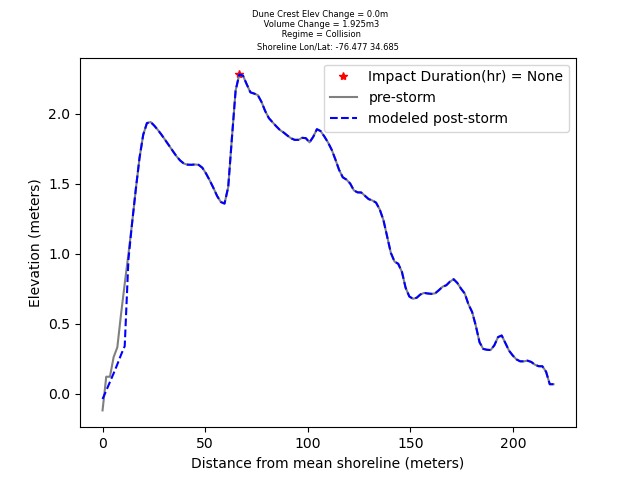 Dune Crest Elev Change = 0.0m
Volume Change = 1.925m3
Regime = Collision
Shoreline Lon/Lat: -76.477 34.685
Impact Duration(hr) = None
pre-storm
modeled post-storm
Elevation (meters)
2.0
1.5
1.0
0.5
0.0
0 50 100 150 200
Distance from mean shoreline (meters)